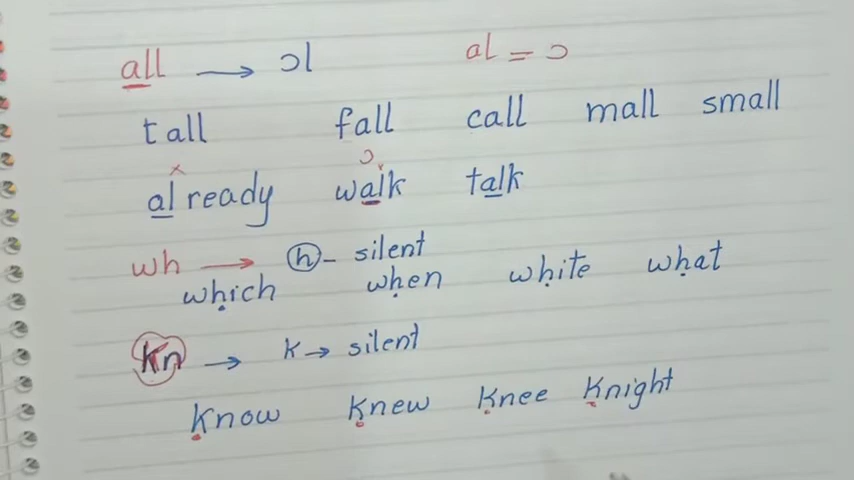 all → ɔl al = ɔ
tall fall call mall small
already walk talk
wh → h - silent
which when white what
Kn → K → silent
Know Knew Knee Knight